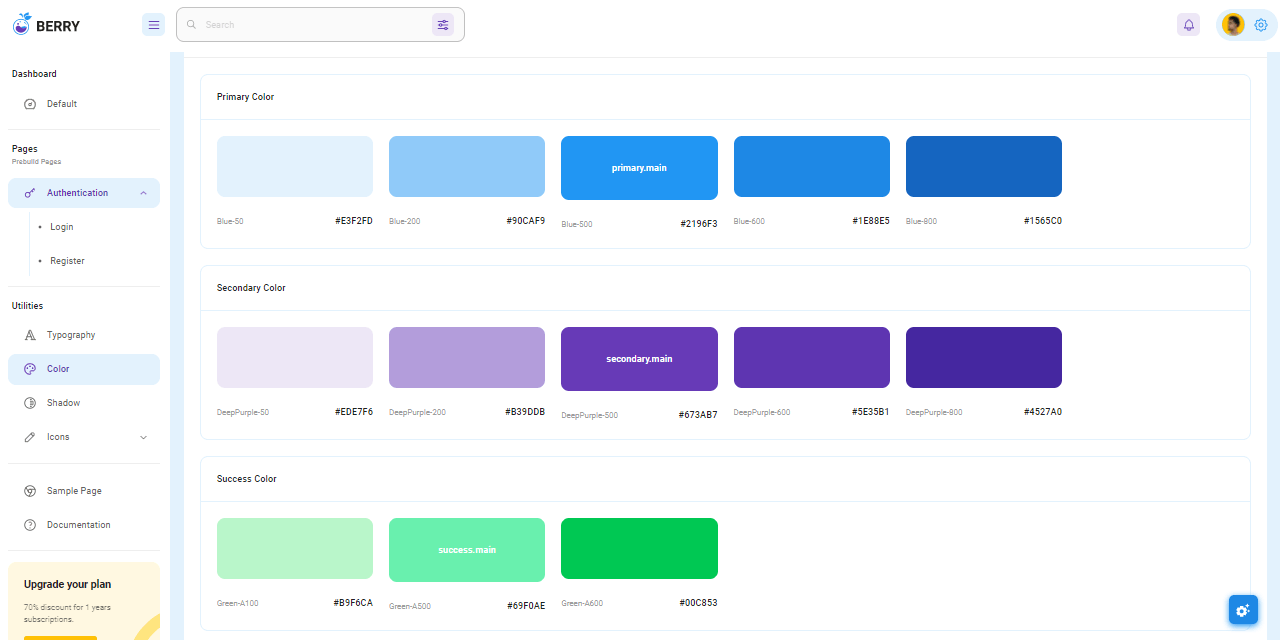 BERRY
Search
Dashboard
Default
Pages
Prebuild Pages
Authentication
Login
Register
Utilities
Typography
Color
Shadow
Icons
Sample Page
Documentation
Upgrade your plan
70% discount for 1 years
subscriptions.
Primary Color
primary.main
Blue-50 #E3F2FD
Blue-200 #90CAF9
Blue-500 #2196F3
Blue-600 #1E88E5
Blue-800 #1565C0
Secondary Color
secondary.main
DeepPurple-50 #EDE7F6
DeepPurple-200 #B39DDB
DeepPurple-500 #673AB7
DeepPurple-600 #5E35B1
DeepPurple-800 #4527A0
Success Color
success.main
Green-A100 #B9F6CA
Green-A500 #69F0AE
Green-A600 #00C853